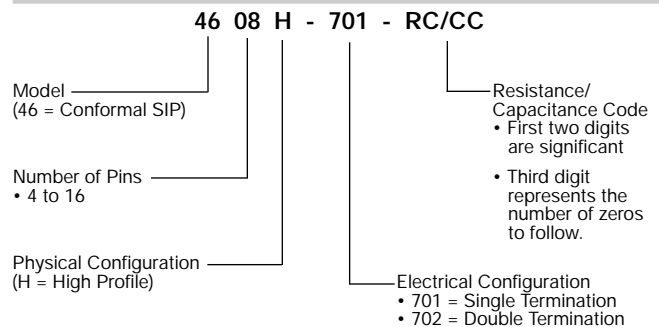 46 08 H - 701 - RC/CC
Model
(46 = Conformal SIP)
Number of Pins
• 4 to 16
Physical Configuration
(H = High Profile)
Resistance/
Capacitance Code
• First two digits
are significant
• Third digit
represents the
number of zeros
to follow.
Electrical Configuration
• 701 = Single Termination
• 702 = Double Termination